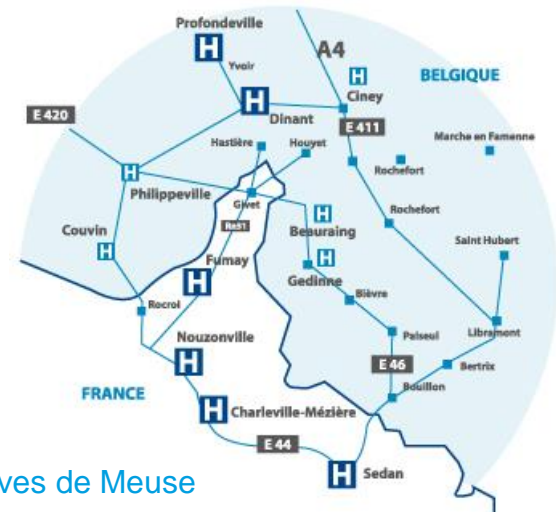 Profondeville
H
Yvoir
A4
H
BELGIQUE
Ciney
H
Dinant
E 420
E 411
Marche en Famenne
Hastière
Houyet
Rochefort
H
Philippeville
Givet
Rochefort
H
Beauraing
Couvin
H
Saint Hubert
H
Gedinne
Fumay
H
Bièvre
Rocroi
Nouzonville
H
Paiseul
Libramont
E 46
Bertrix
FRANCE
Bouillon
H
Charleville-Mézière
E 44
H
Sedan
ves de Meuse